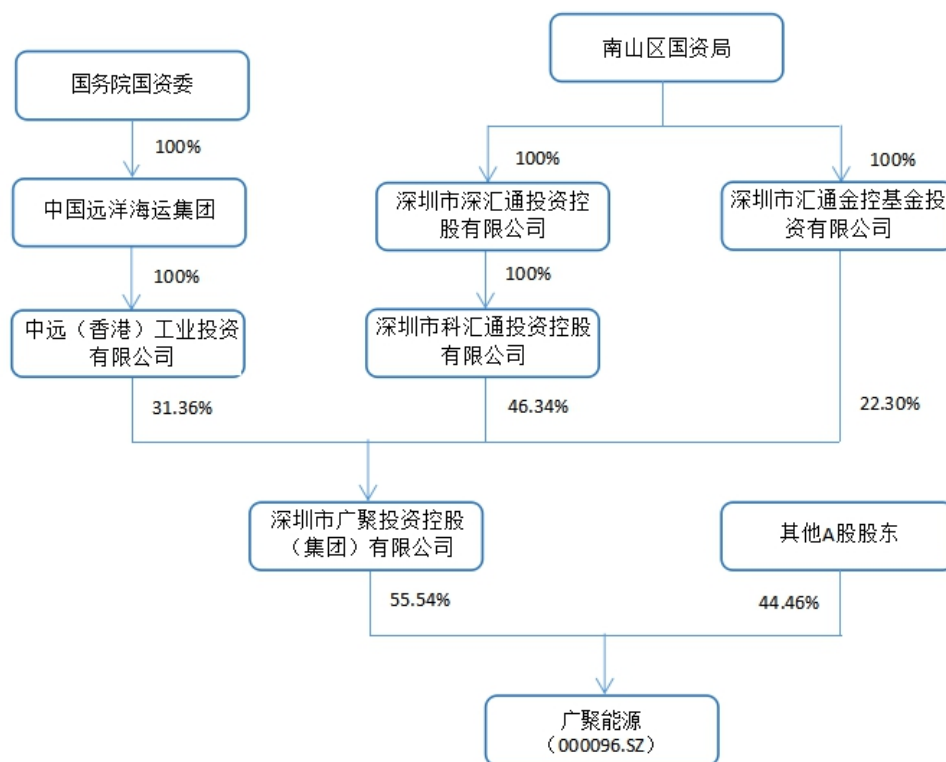 南山区国资局
国务院国资委
100%
100%
100%
中国远洋海运集团
深圳市深汇通投资控
股有限公司
深圳市汇通金控基金投
资有限公司
100%
100%
中远（香港）工业投资
有限公司
深圳市科汇通投资控股
有限公司
31.36%
46.34%
22.30%
深圳市广聚投资控股
（集团）有限公司
其他A股股东
55.54%
44.46%
广聚能源
（000096.SZ）